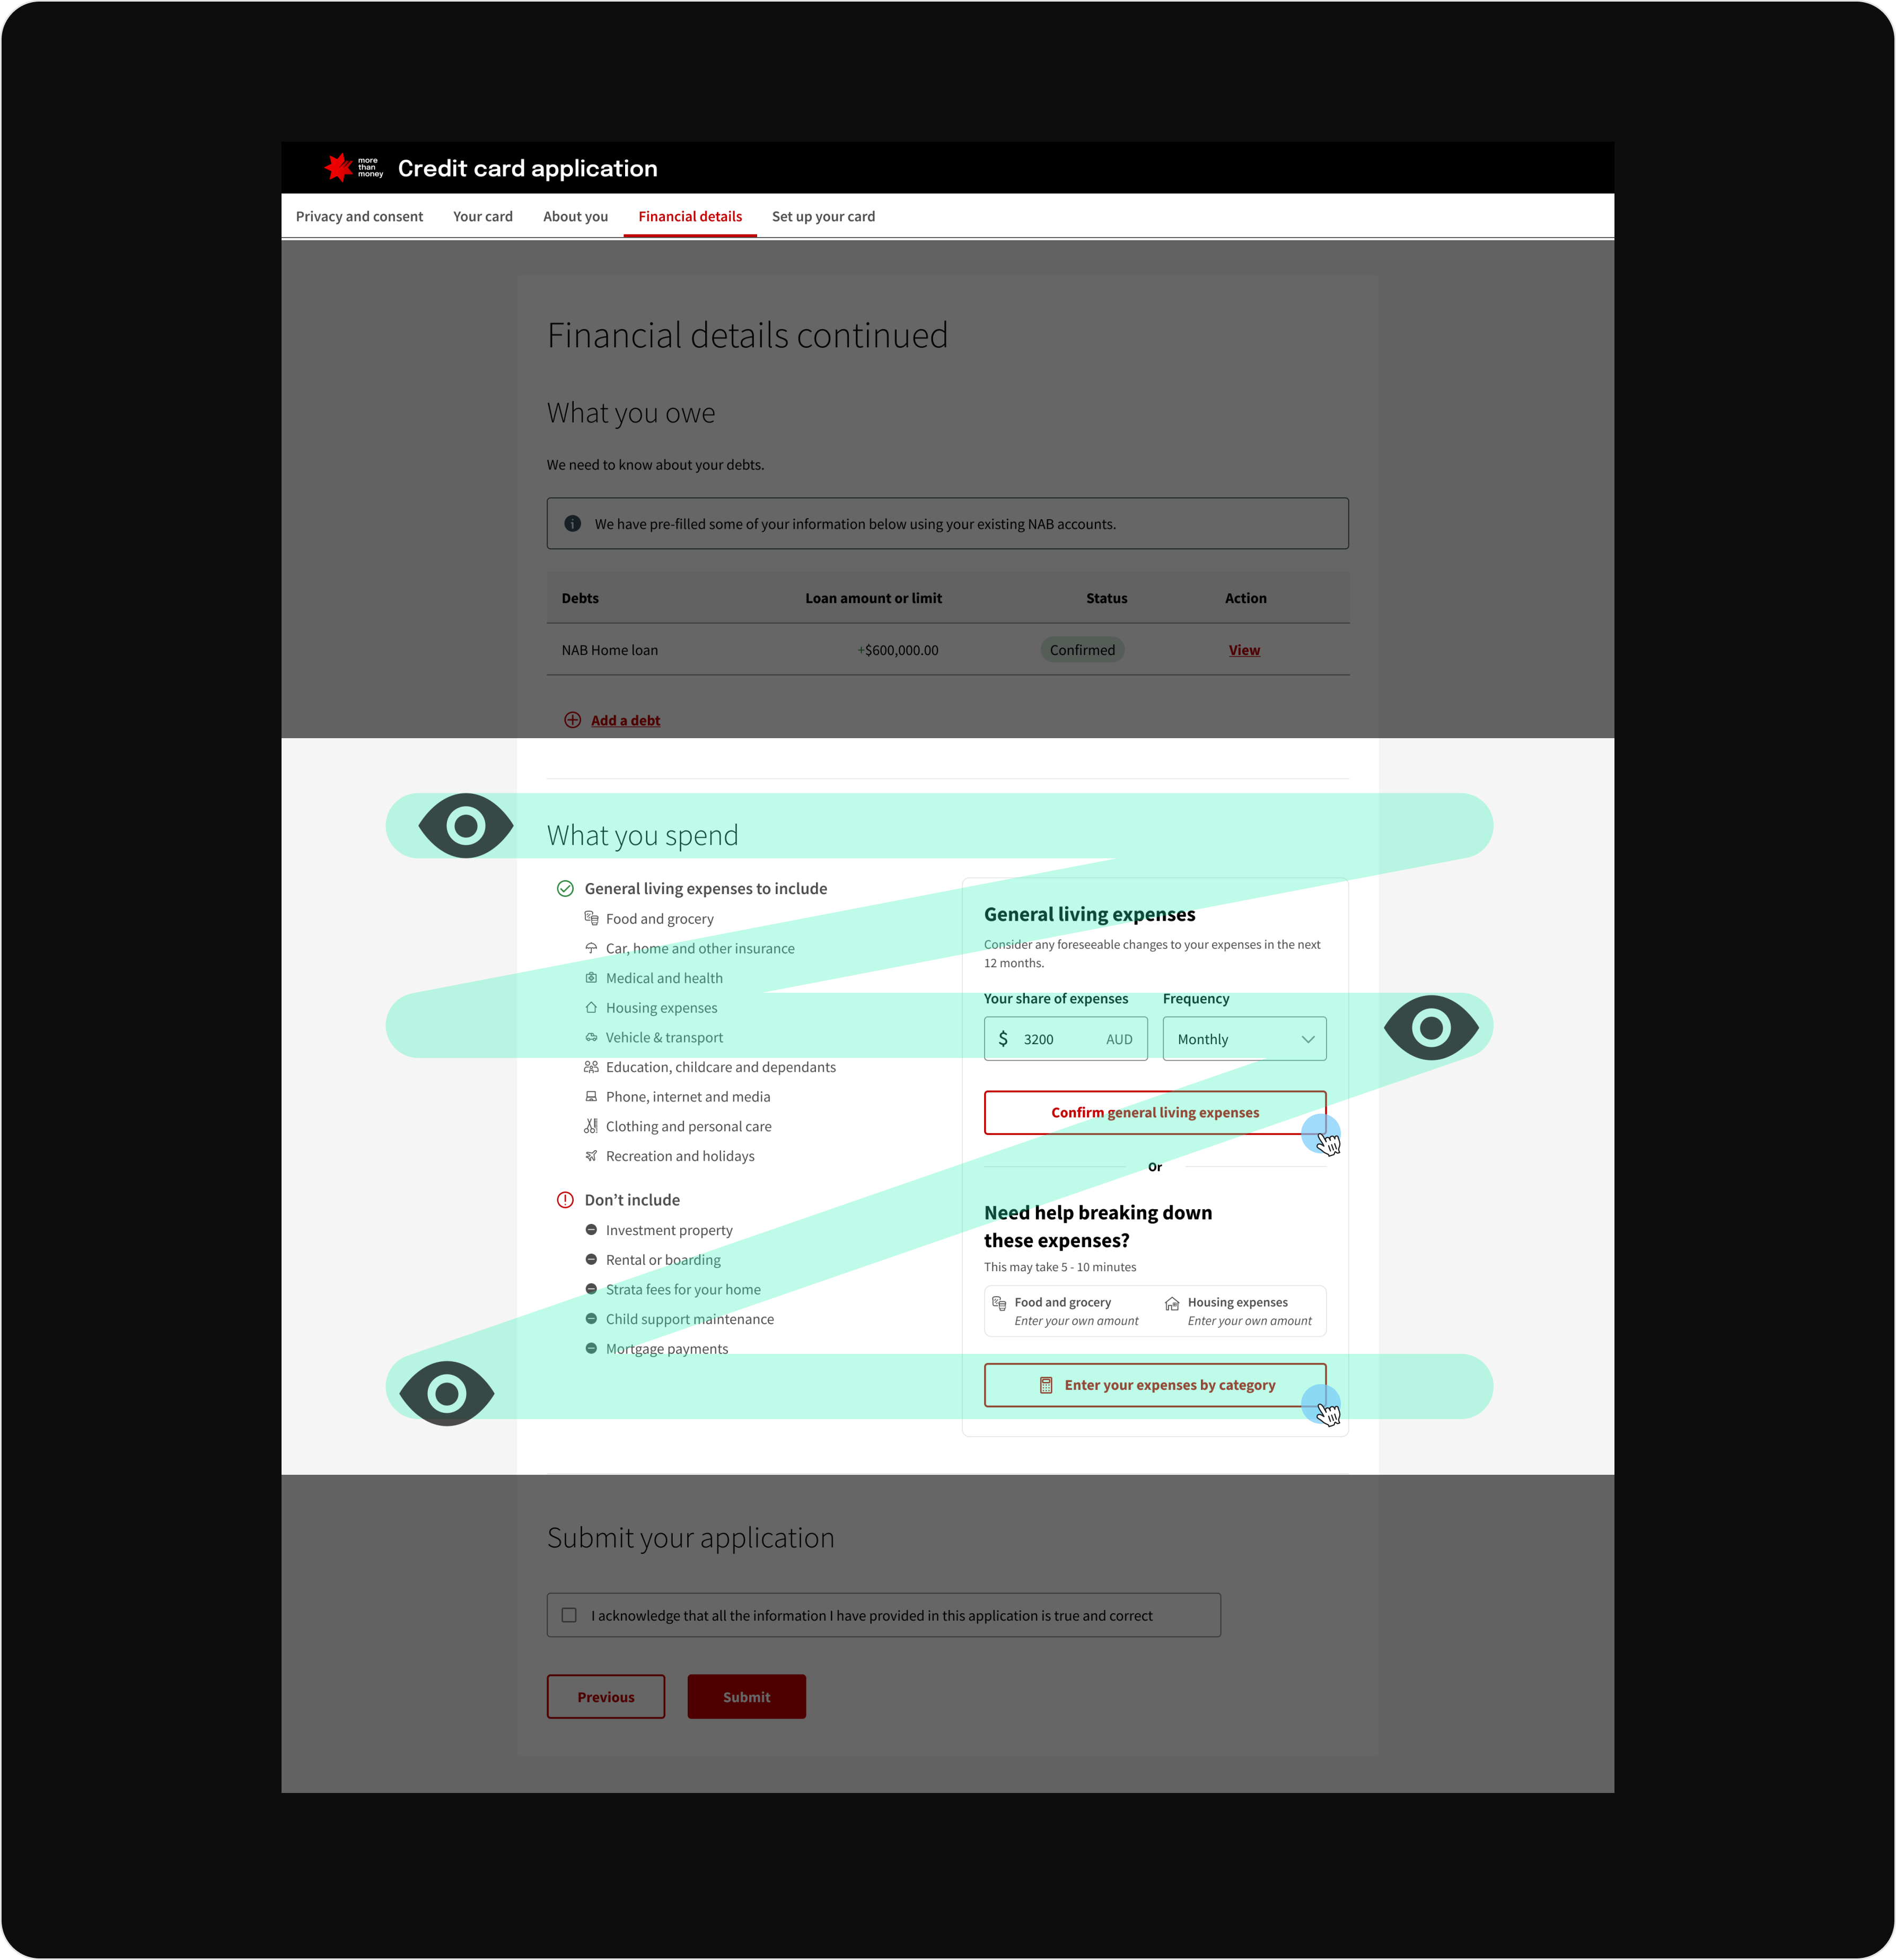 more
than
money
Credit card application
Privacy and consent
Your card
About you
Financial details
Set up your card
Financial details continued
What you owe
We need to know about your debts.
We have pre-filled some of your information below using your existing NAB accounts.
Debts Loan amount or limit Status Action
NAB Home loan +$600,000.00 Confirmed View
Add a debt
What you spend
General living expenses to include
Food and grocery
Car, home and other insurance
Medical and health
Housing expenses
Vehicle & transport
Education, childcare and dependants
Phone, internet and media
Clothing and personal care
Recreation and holidays
Don’t include
Investment property
Rental or boarding
Strata fees for your home
Child support maintenance
Mortgage payments
General living expenses
Consider any foreseeable changes to your expenses in the next
12 months.
Your share of expenses Frequency
$ 3200 AUD Monthly
Confirm general living expenses
Or
Need help breaking down
these expenses?
This may take 5 - 10 minutes
Food and grocery
Enter your own amount
Housing expenses
Enter your own amount
Enter your expenses by category
Submit your application
I acknowledge that all the information I have provided in this application is true and correct
Previous
Submit